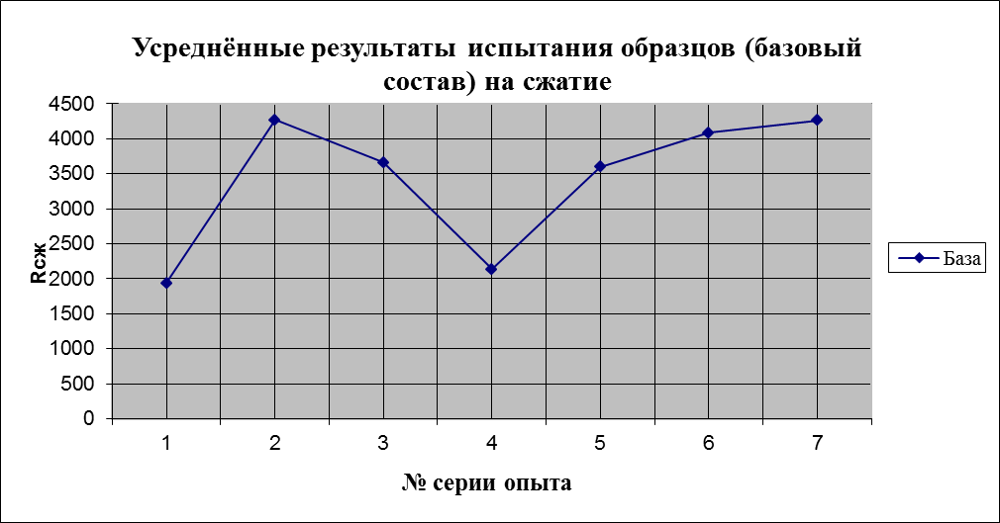 Усреднённые результаты испытания образцов (базовый
состав) на сжатие
4500
4000
3500
3000
2500
2000
1500
1000
500
0
Rсж
1 2 3 4 5 6 7
№ серии опыта
База